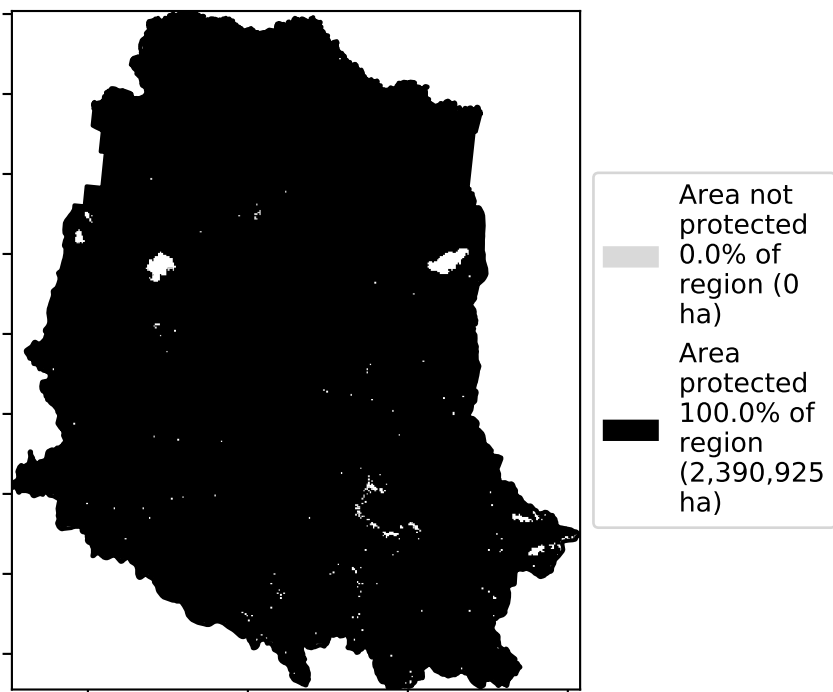 Area not
protected
0.0% of
region (0
ha)
Area
protected
100.0% of
region
(2,390,925
ha)